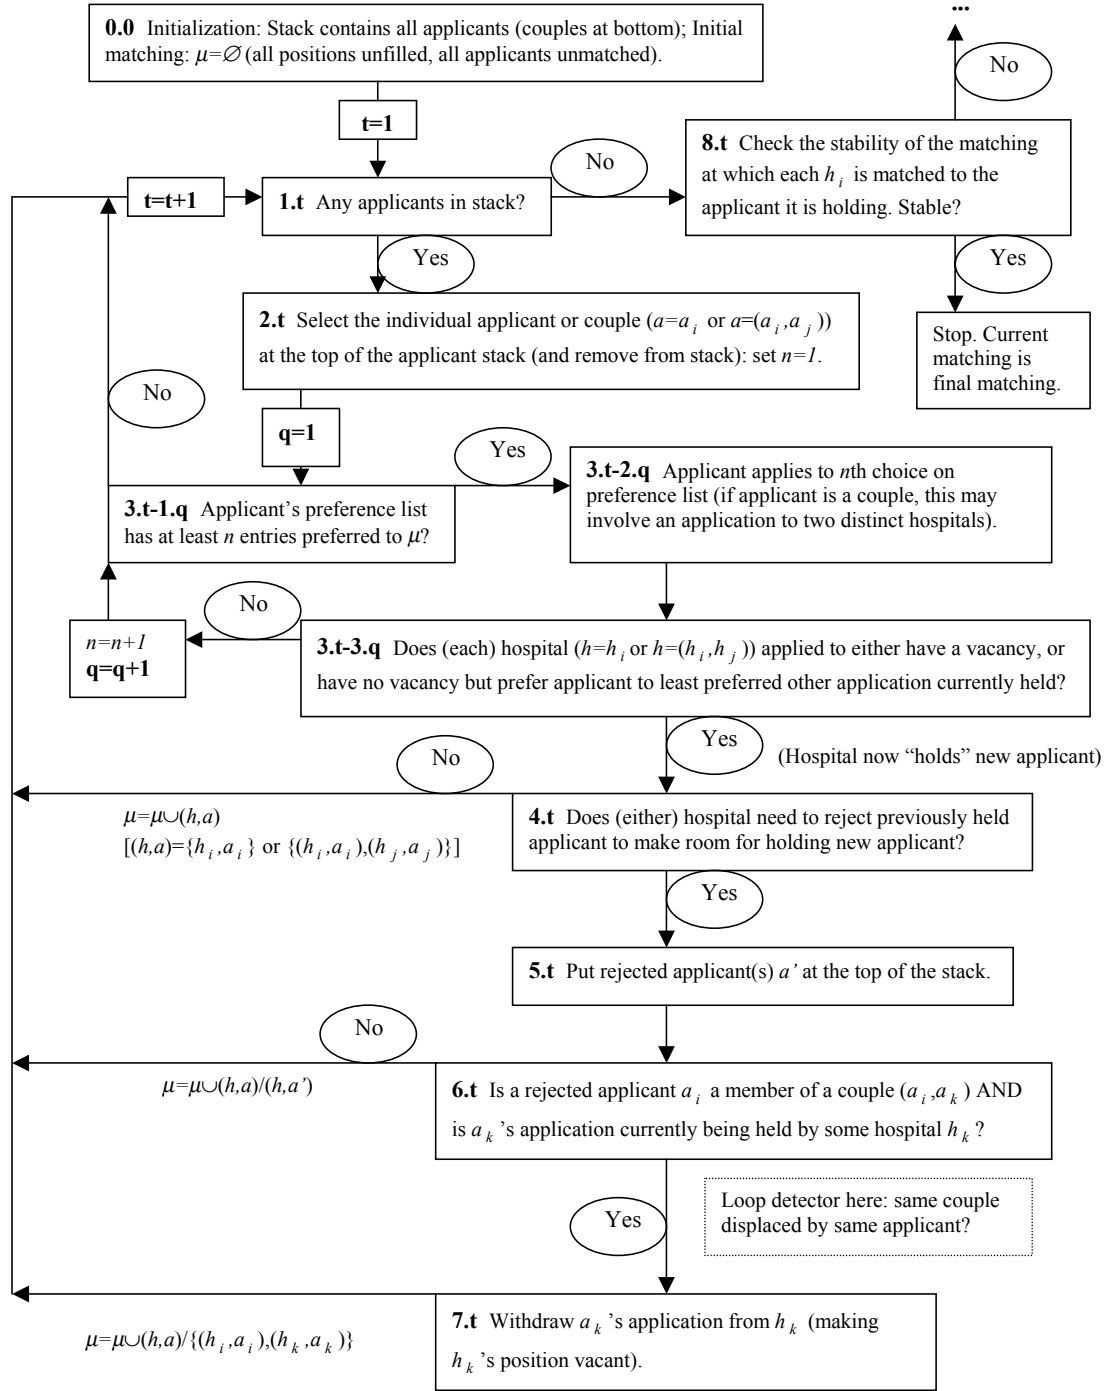 ...
0.0 Initialization: Stack contains all applicants (couples at bottom); Initial
matching: μ=∅ (all positions unfilled, all applicants unmatched).
No
t=1
No
8.t Check the stability of the matching
at which each h_i is matched to the
applicant it is holding. Stable?
t=t+1
1.t Any applicants in stack?
Yes
Yes
2.t Select the individual applicant or couple (a=a_i or a=(a_i,a_j))
at the top of the applicant stack (and remove from stack): set n=1.
Stop. Current
matching is
final matching.
No
q=1
Yes
3.t-1.q Applicant's preference list
has at least n entries preferred to μ?
3.t-2.q Applicant applies to nth choice on
preference list (if applicant is a couple, this may
involve an application to two distinct hospitals).
No
n=n+1
q=q+1
3.t-3.q Does (each) hospital (h=h_i or h=(h_i,h_j)) applied to either have a vacancy, or
have no vacancy but prefer applicant to least preferred other application currently held?
Yes
(Hospital now “holds” new applicant)
No
μ=μ∪(h,a)
[(h,a)={h_i,a_i} or {(h_i,a_i),(h_j,a_j)}]
4.t Does (either) hospital need to reject previously held
applicant to make room for holding new applicant?
Yes
5.t Put rejected applicant(s) a’ at the top of the stack.
No
μ=μ∪(h,a)/(h,a’)
6.t Is a rejected applicant a_i a member of a couple (a_i,a_k) AND
is a_k’s application currently being held by some hospital h_k?
Yes
Loop detector here: same couple
displaced by same applicant?
μ=μ∪(h,a)/{(h_i,a_i),(h_k,a_k)}
7.t Withdraw a_k’s application from h_k (making
h_k’s position vacant).